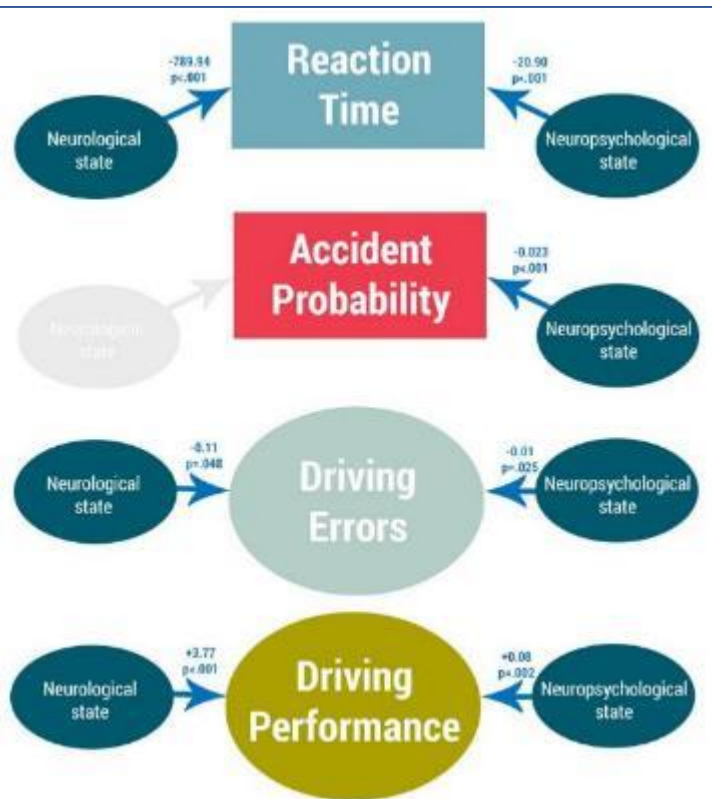 -789.94
p<.001
Reaction
Time
-20.90
p<.001
Neurological
state
Neuropsychological
state
Accident
Probability
-0.023
p<.001
Neurological
state
Neuropsychological
state
-0.11
p=.048
Driving
Errors
-0.01
p=.025
Neurological
state
Neuropsychological
state
+3.77
p<.001
Driving
Performance
+0.08
p=.002
Neurological
state
Neuropsychological
state